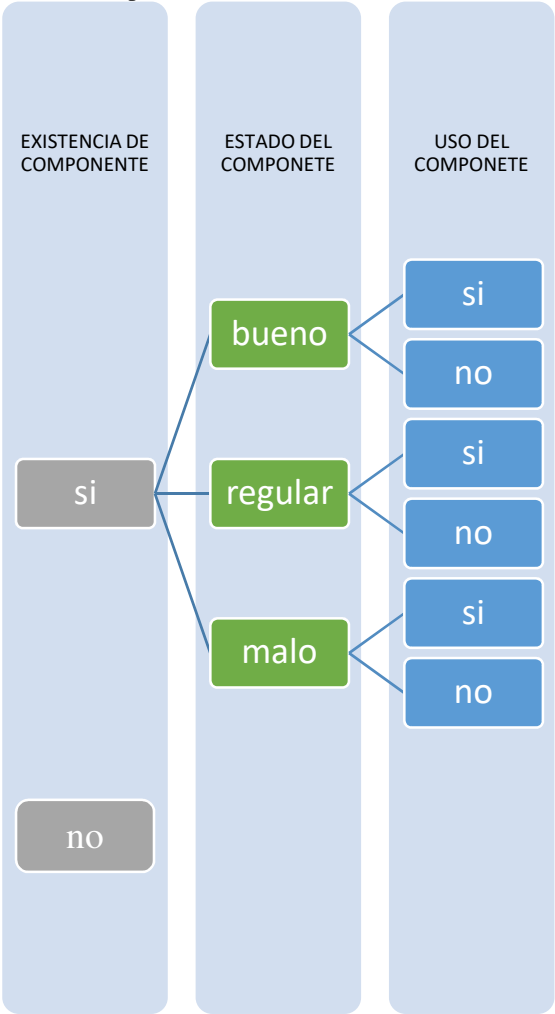 EXISTENCIA DE
COMPONENTE
ESTADO DEL
COMPONETE
USO DEL
COMPONETE
si
bueno
si
no
regular
si
no
malo
si
no
no